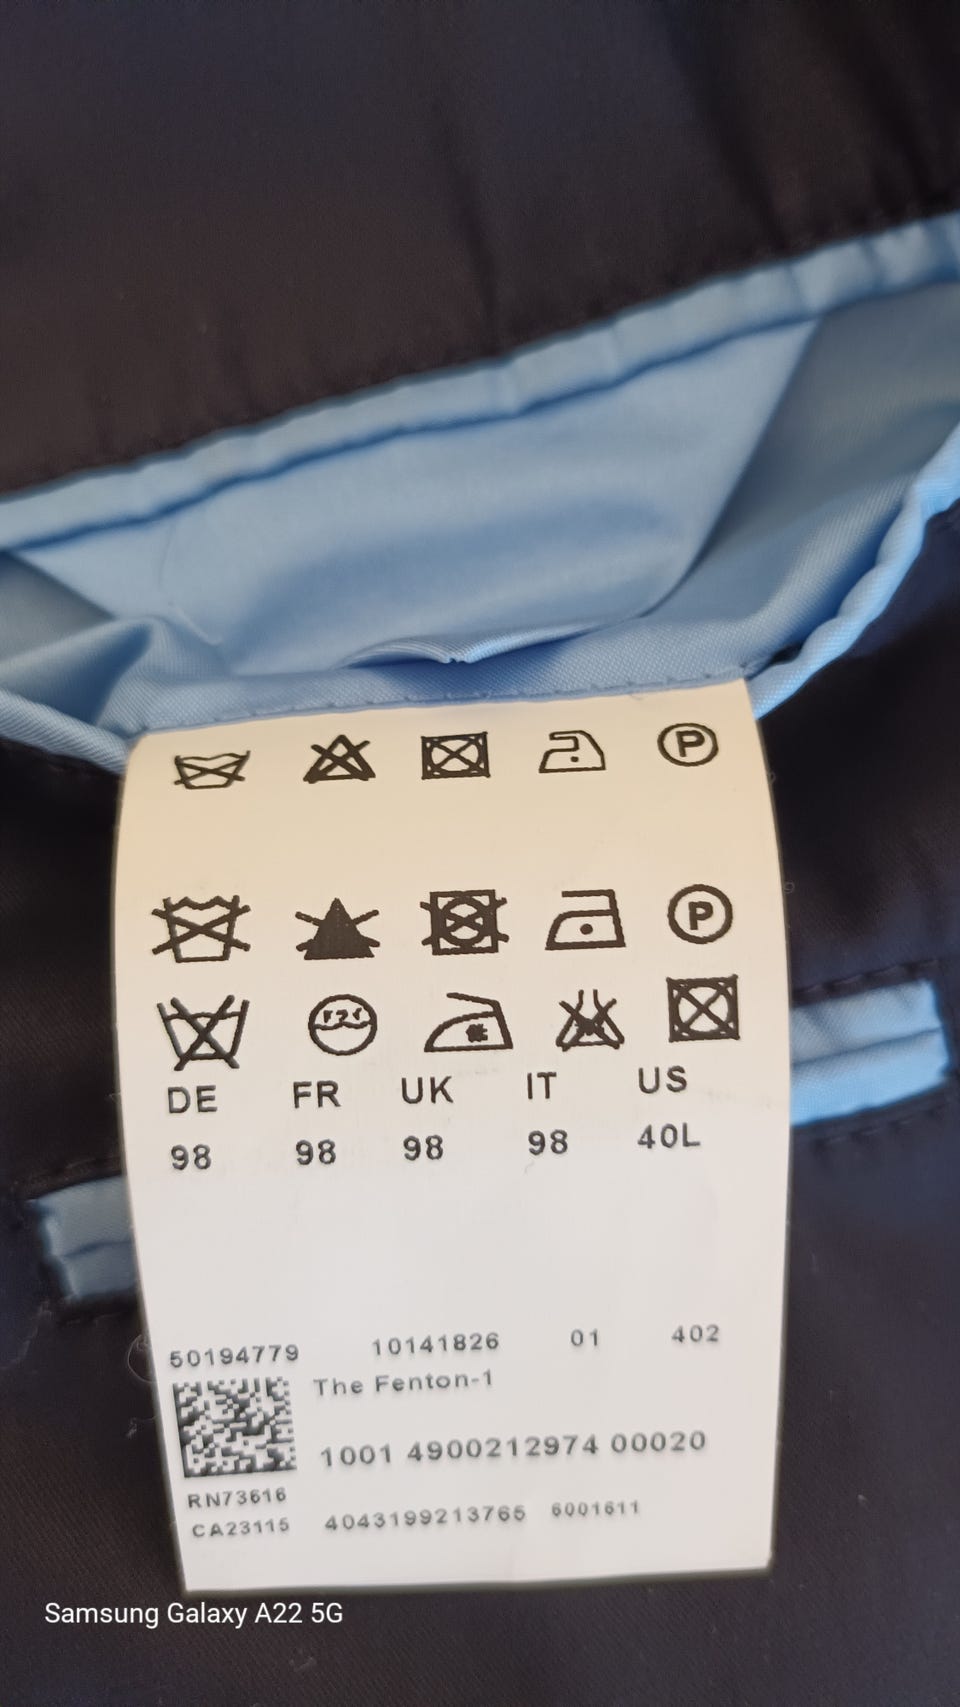 P
P
DE FR UK IT US
98 98 98 98 40L
50194779 10141826 01 402
The Fenton-1
1001 4900212974 00020
RN73616
CA23115 4043199213765 6001611
Samsung Galaxy A22 5G